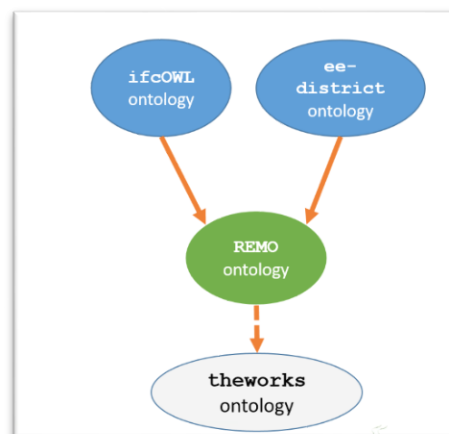 ifcOWL
ontology
ee-
district
ontology
REMO
ontology
theworks
ontology